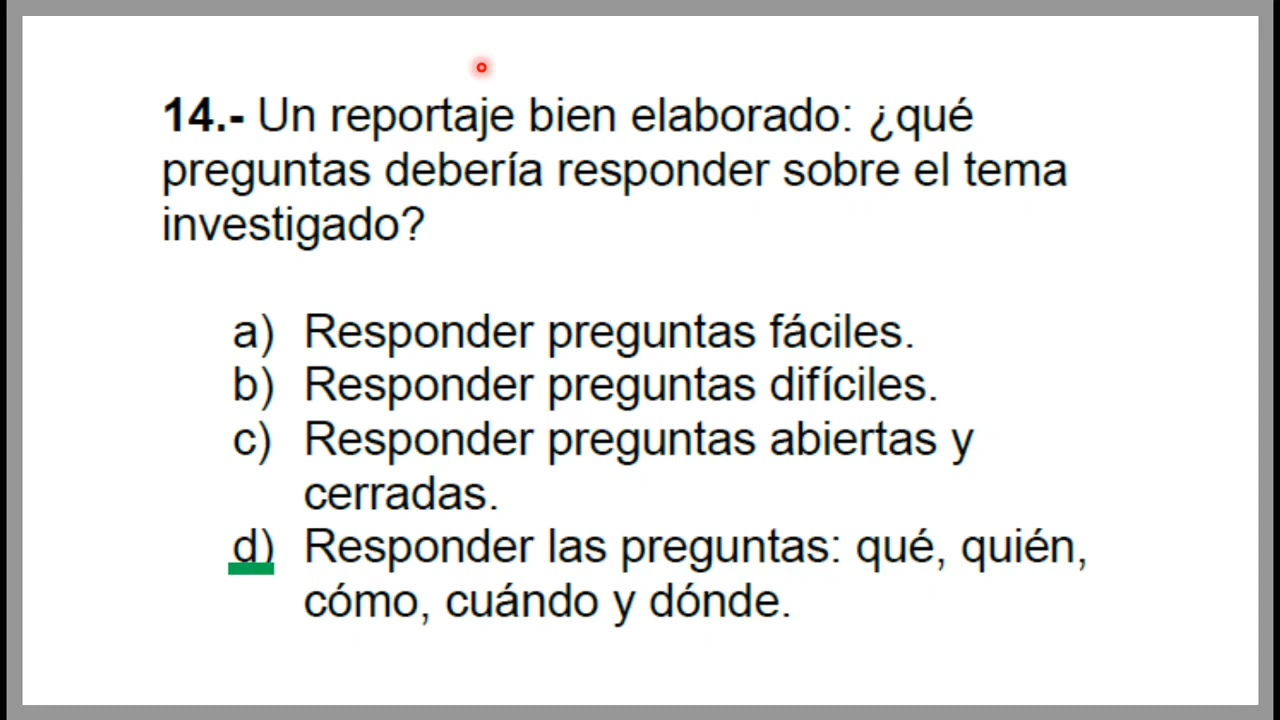 14.- Un reportaje bien elaborado: ¿qué
preguntas debería responder sobre el tema
investigado?
a) Responder preguntas fáciles.
b) Responder preguntas difíciles.
c) Responder preguntas abiertas y
cerradas.
d) Responder las preguntas: qué, quién,
cómo, cuándo y dónde.